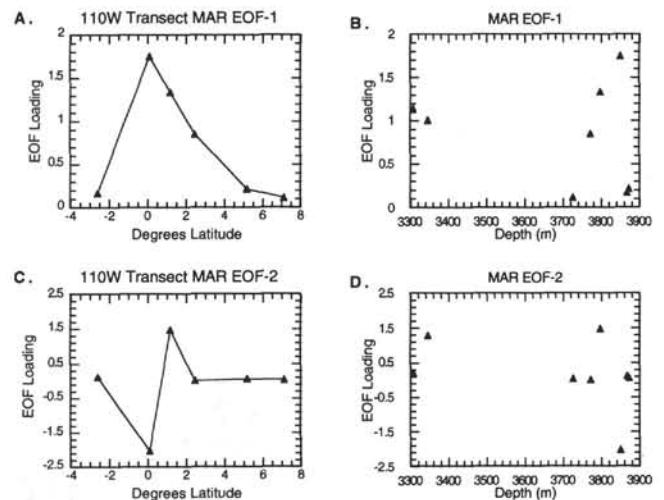 A. 110W Transect MAR EOF-1
EOF Loading
2
1.5
1
0.5
0
-4 -2 0 2 4 6 8
Degrees Latitude
B. MAR EOF-1
EOF Loading
2
1.5
1
0.5
0
3300 3400 3500 3600 3700 3800 3900
Depth (m)
C. 110W Transect MAR EOF-2
EOF Loading
2.5
1.5
0.5
-0.5
-1.5
-2.5
-4 -2 0 2 4 6 8
Degrees Latitude
D. MAR EOF-2
EOF Loading
2.5
1.5
0.5
-0.5
-1.5
-2.5
3300 3400 3500 3600 3700 3800 3900
Depth (m)